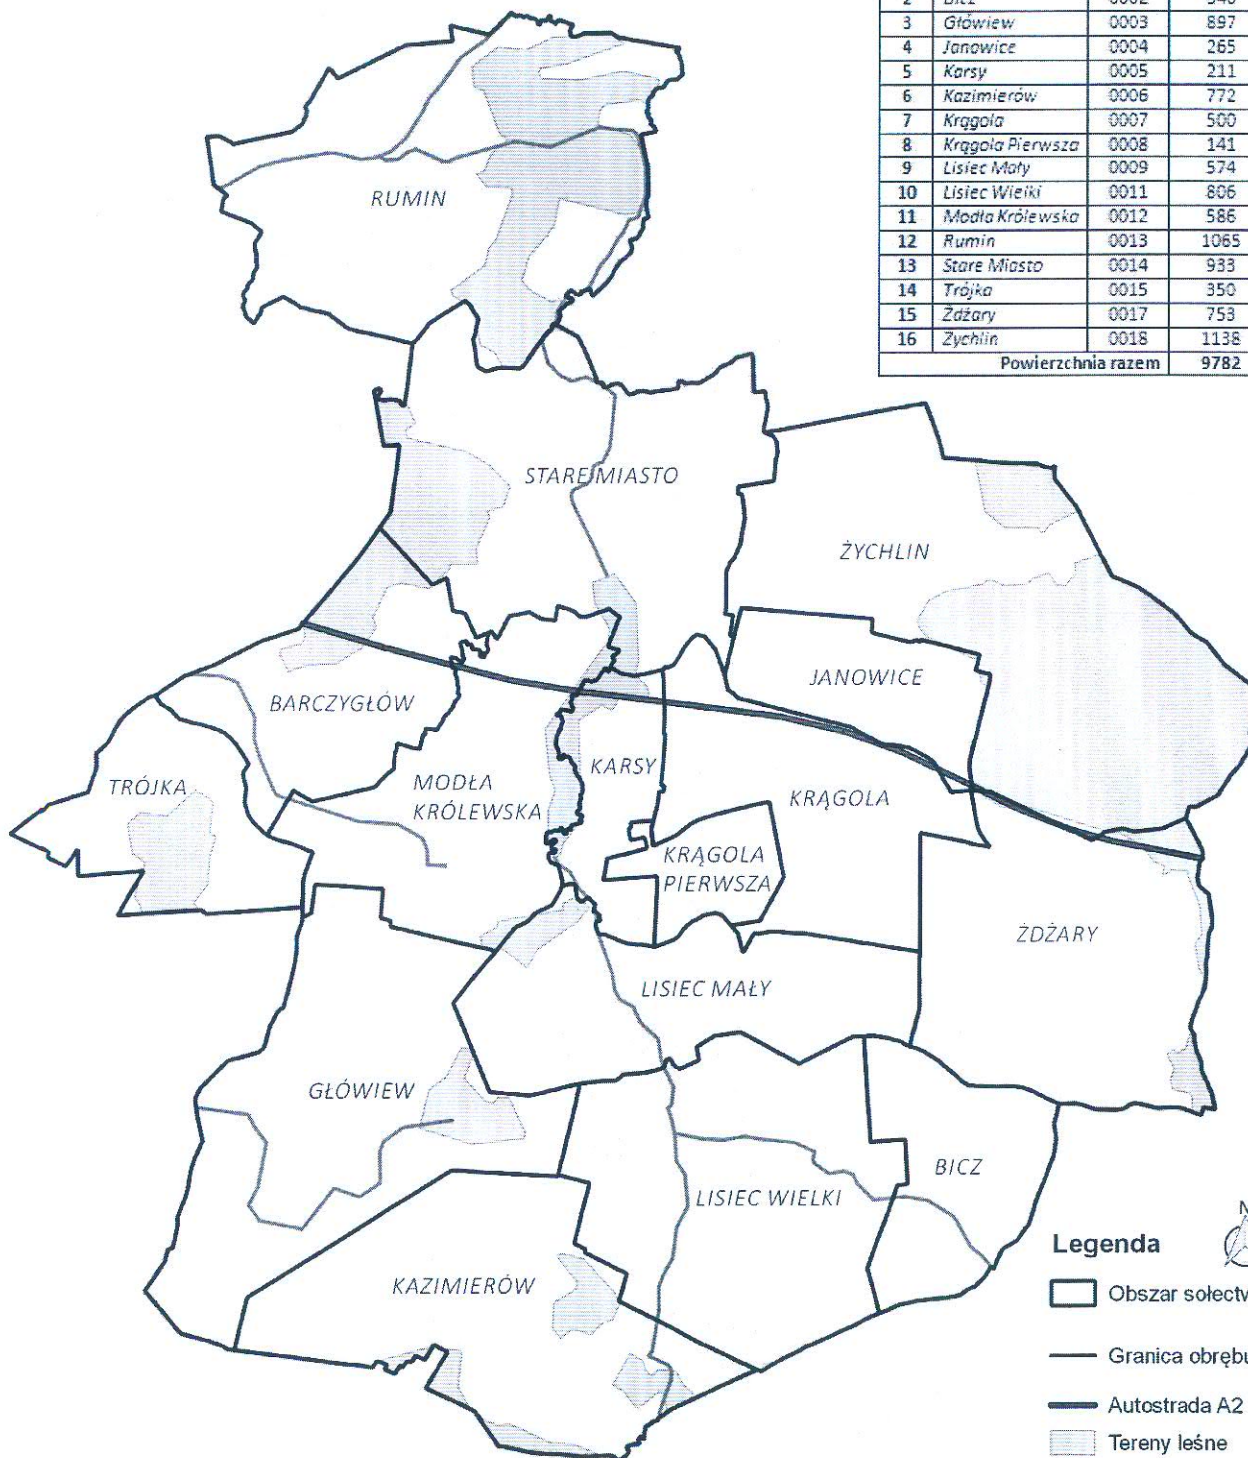 3 Główiew 0003 897
4 Janowice 0004 265
5 Karsy 0005 211
6 Kazimierów 0006 772
7 Krągola 0007 500
8 Krągola Pierwsza 0008 141
9 Lisiec Mały 0009 574
10 Lisiec Wielki 0011 806
11 Modła Królewska 0012 586
12 Rumin 0013 1065
13 Stare Miasto 0014 933
14 Trójka 0015 350
15 Żdżary 0017 753
16 Żychlin 0018 1138
Powierzchnia razem 9782
RUMIN
STARE MIASTO
ŻYCHLIN
JANOWICE
BARCZYGŁÓW
KARSY
TRÓJKA
MODŁA
KRÓLEWSKA
KRĄGOLA
KRĄGOLA
PIERWSZA
ŻDŻARY
LISIEC MAŁY
GŁÓWIEW
BICZ
LISIEC WIELKI
KAZIMIERÓW
N
Legenda
Obszar sołectw
Granica obrębu
Autostrada A2
Tereny leśne